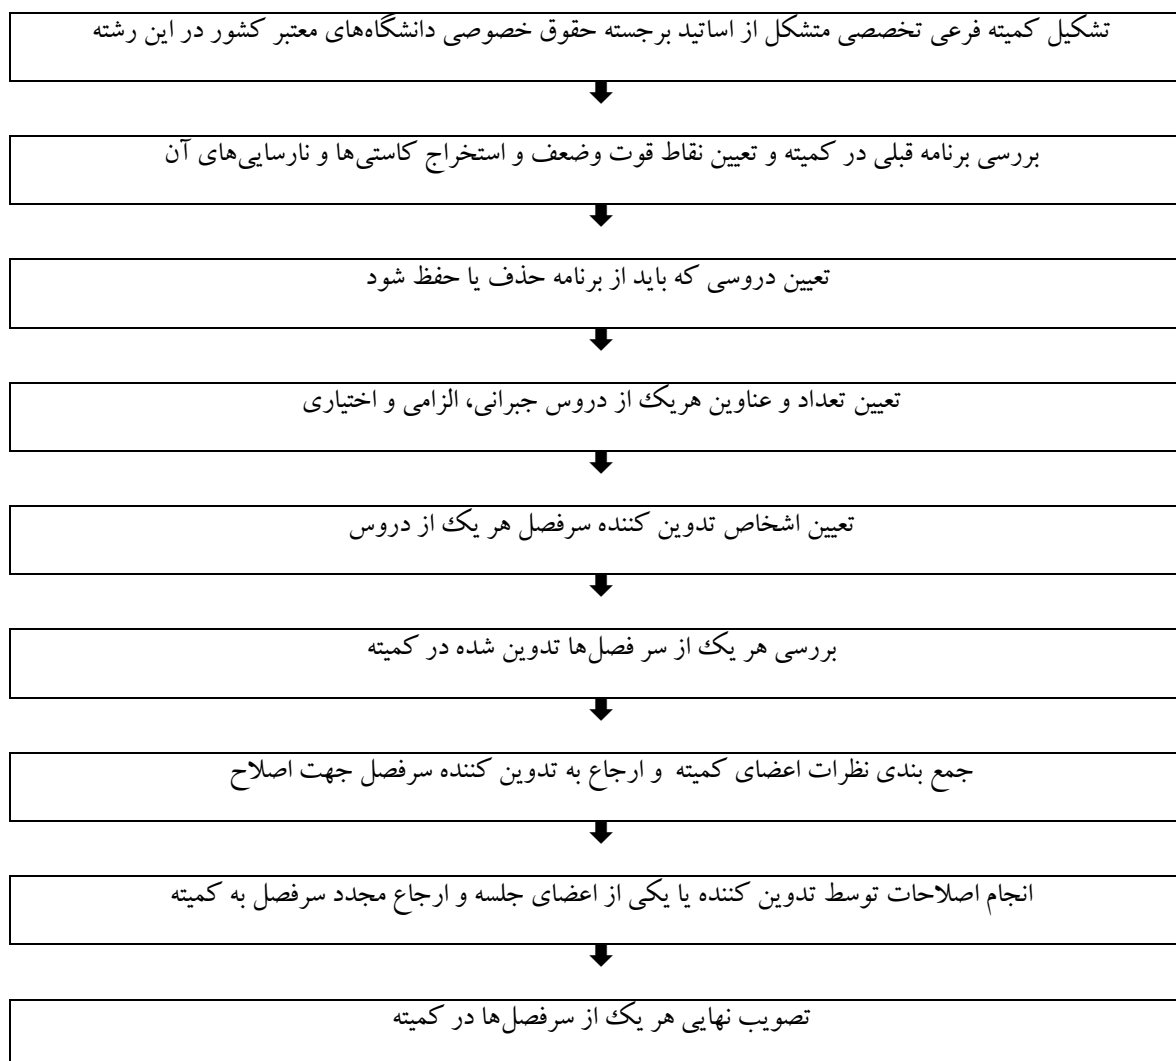 تشکیل کمیته فرعی تخصصی متشکل از اساتید برجسته حقوق خصوصی دانشگاه‌های معتبر کشور در این رشته
بررسی برنامه قبلی در کمیته و تعیین نقاط قوت وضعف و استخراج کاستی‌ها و نارسایی‌های آن
تعیین دروسی که باید از برنامه حذف یا حفظ شود
تعیین تعداد و عناوین هریک از دروس جبرانی، الزامی و اختیاری
تعیین اشخاص تدوین کننده سرفصل هر یک از دروس
بررسی هر یک از سر فصل‌ها تدوین شده در کمیته
جمع بندی نظرات اعضای کمیته و ارجاع به تدوین کننده سرفصل جهت اصلاح
انجام اصلاحات توسط تدوین کننده یا یکی از اعضای جلسه و ارجاع مجدد سرفصل به کمیته
تصویب نهایی هر یک از سرفصل‌ها در کمیته